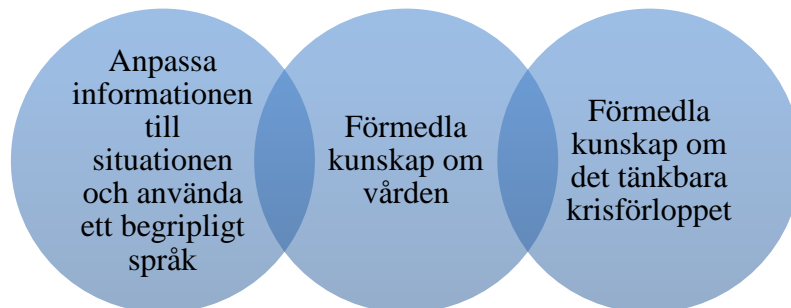 Anpassa
informationen
till
situationen
och använda
ett begripligt
språk
Förmedla
kunskap om
vården
Förmedla
kunskap om
det tänkbara
krisförloppet